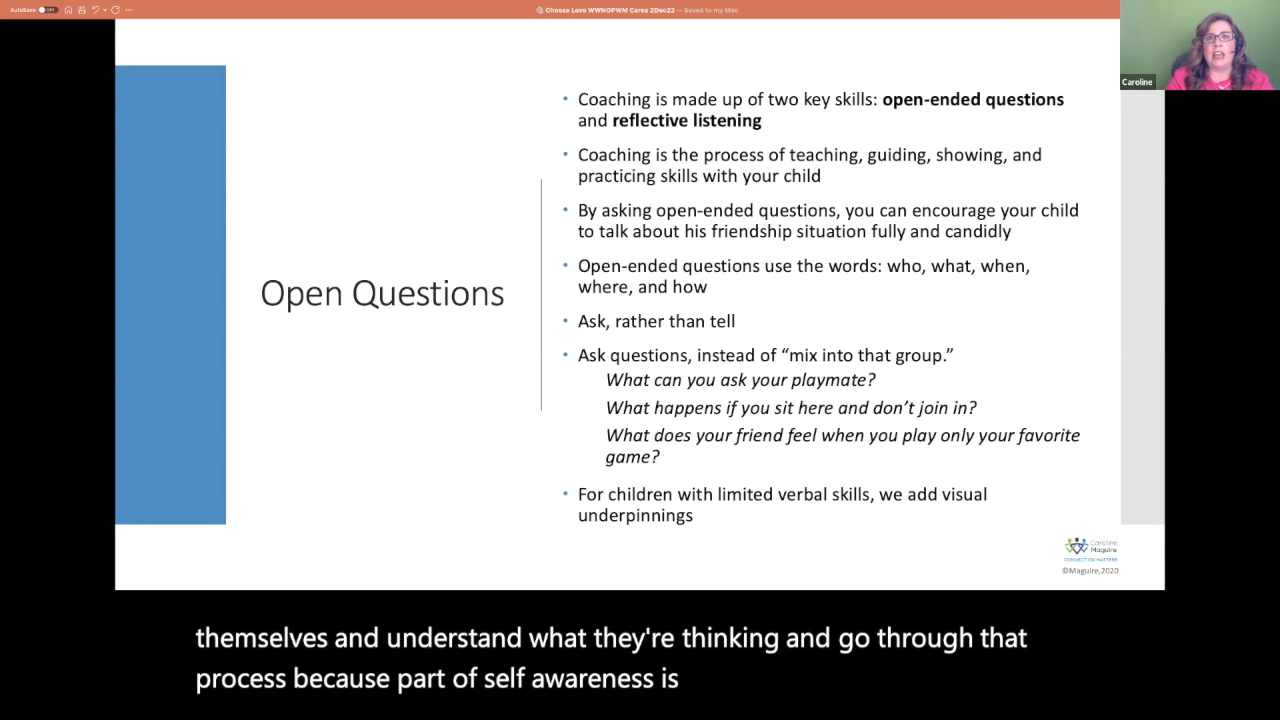 AutoSave OFF
Choose Love WWNOPWM Cares 2Dec22 — Saved to my Mac
Caroline
Open Questions
• Coaching is made up of two key skills: open-ended questions
and reflective listening
• Coaching is the process of teaching, guiding, showing, and
practicing skills with your child
• By asking open-ended questions, you can encourage your child
to talk about his friendship situation fully and candidly
• Open-ended questions use the words: who, what, when,
where, and how
• Ask, rather than tell
• Ask questions, instead of “mix into that group.”
What can you ask your playmate?
What happens if you sit here and don’t join in?
What does your friend feel when you play only your favorite
game?
• For children with limited verbal skills, we add visual
underpinnings
Caroline
Maguire
CONNECTION MATTERS
©Maguire,2020
themselves and understand what they're thinking and go through that
process because part of self awareness is